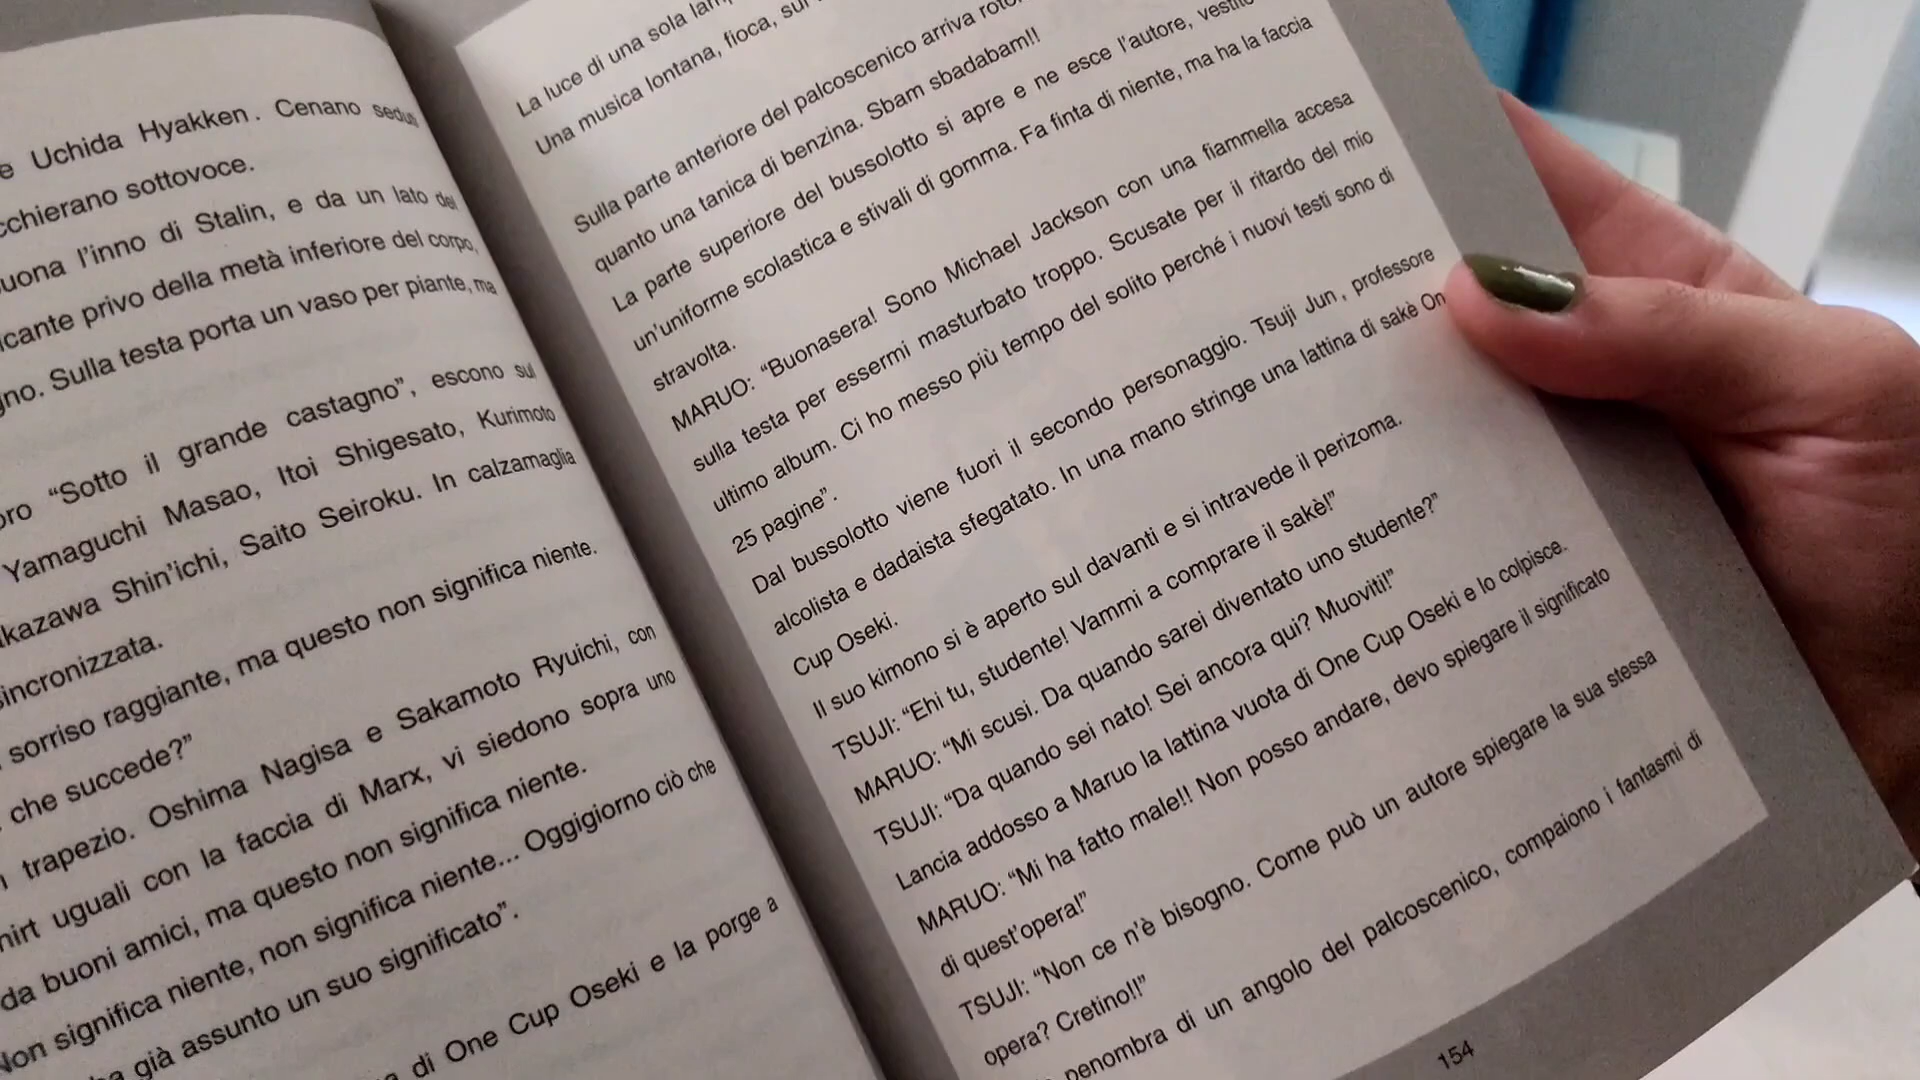 e Uchida Hyakken. Cenano
cchierano sottovoce.
uona l'inno di Stalin, e da un lato del
icante privo della metà inferiore del corpo,
gno. Sulla testa porta un vaso per piante, ma
oro “Sotto il grande castagno”, escono sul
Yamaguchi Masao, Itoi Shigesato, Kurimoto
kazawa Shin'ichi, Saito Seiroku. In calzamaglia
sincronizzata.
sorriso raggiante, ma questo non significa niente.
che succede?”
trapezio. Oshima Nagisa e Sakamoto Ryuichi, con
hirt uguali con la faccia di Marx, vi siedono sopra uno
da buoni amici, ma questo non significa niente.
Non significa niente, non significa niente... Oggigiorno ciò che
ha già assunto un suo significato”.
di One Cup Oseki e la porge a
La luce di una sola
Una musica lontana, fioca,
Sulla parte anteriore del palcoscenico arriva
quanto una tanica di benzina. Sbam sbadabam!!
La parte superiore del bussolotto si apre e ne esce l'autore, vestito
un'uniforme scolastica e stivali di gomma. Fa finta di niente, ma ha la faccia
stravolta.
MARUO: “Buonasera! Sono Michael Jackson con una fiammella accesa
sulla testa per essermi masturbato troppo. Scusate per il ritardo del mio
ultimo album. Ci ho messo più tempo del solito perché i nuovi testi sono di
25 pagine”.
Dal bussolotto viene fuori il secondo personaggio. Tsuji Jun, professore
alcolista e dadaista sfegatato. In una mano stringe una lattina di sakè On
Cup Oseki.
Il suo kimono si è aperto sul davanti e si intravede il perizoma.
TSUJI: “Ehi tu, studente! Vammi a comprare il sakè!”
MARUO: “Mi scusi. Da quando sarei diventato uno studente?”
TSUJI: “Da quando sei nato! Sei ancora qui? Muoviti!”
Lancia addosso a Maruo la lattina vuota di One Cup Oseki e lo colpisce.
MARUO: “Mi ha fatto male!! Non posso andare, devo spiegare il significato
di quest'opera!”
TSUJI: “Non ce n'è bisogno. Come può un autore spiegare la sua stessa
opera? Cretino!!”
penombra di un angolo del palcoscenico, compaiono i fantasmi di
154